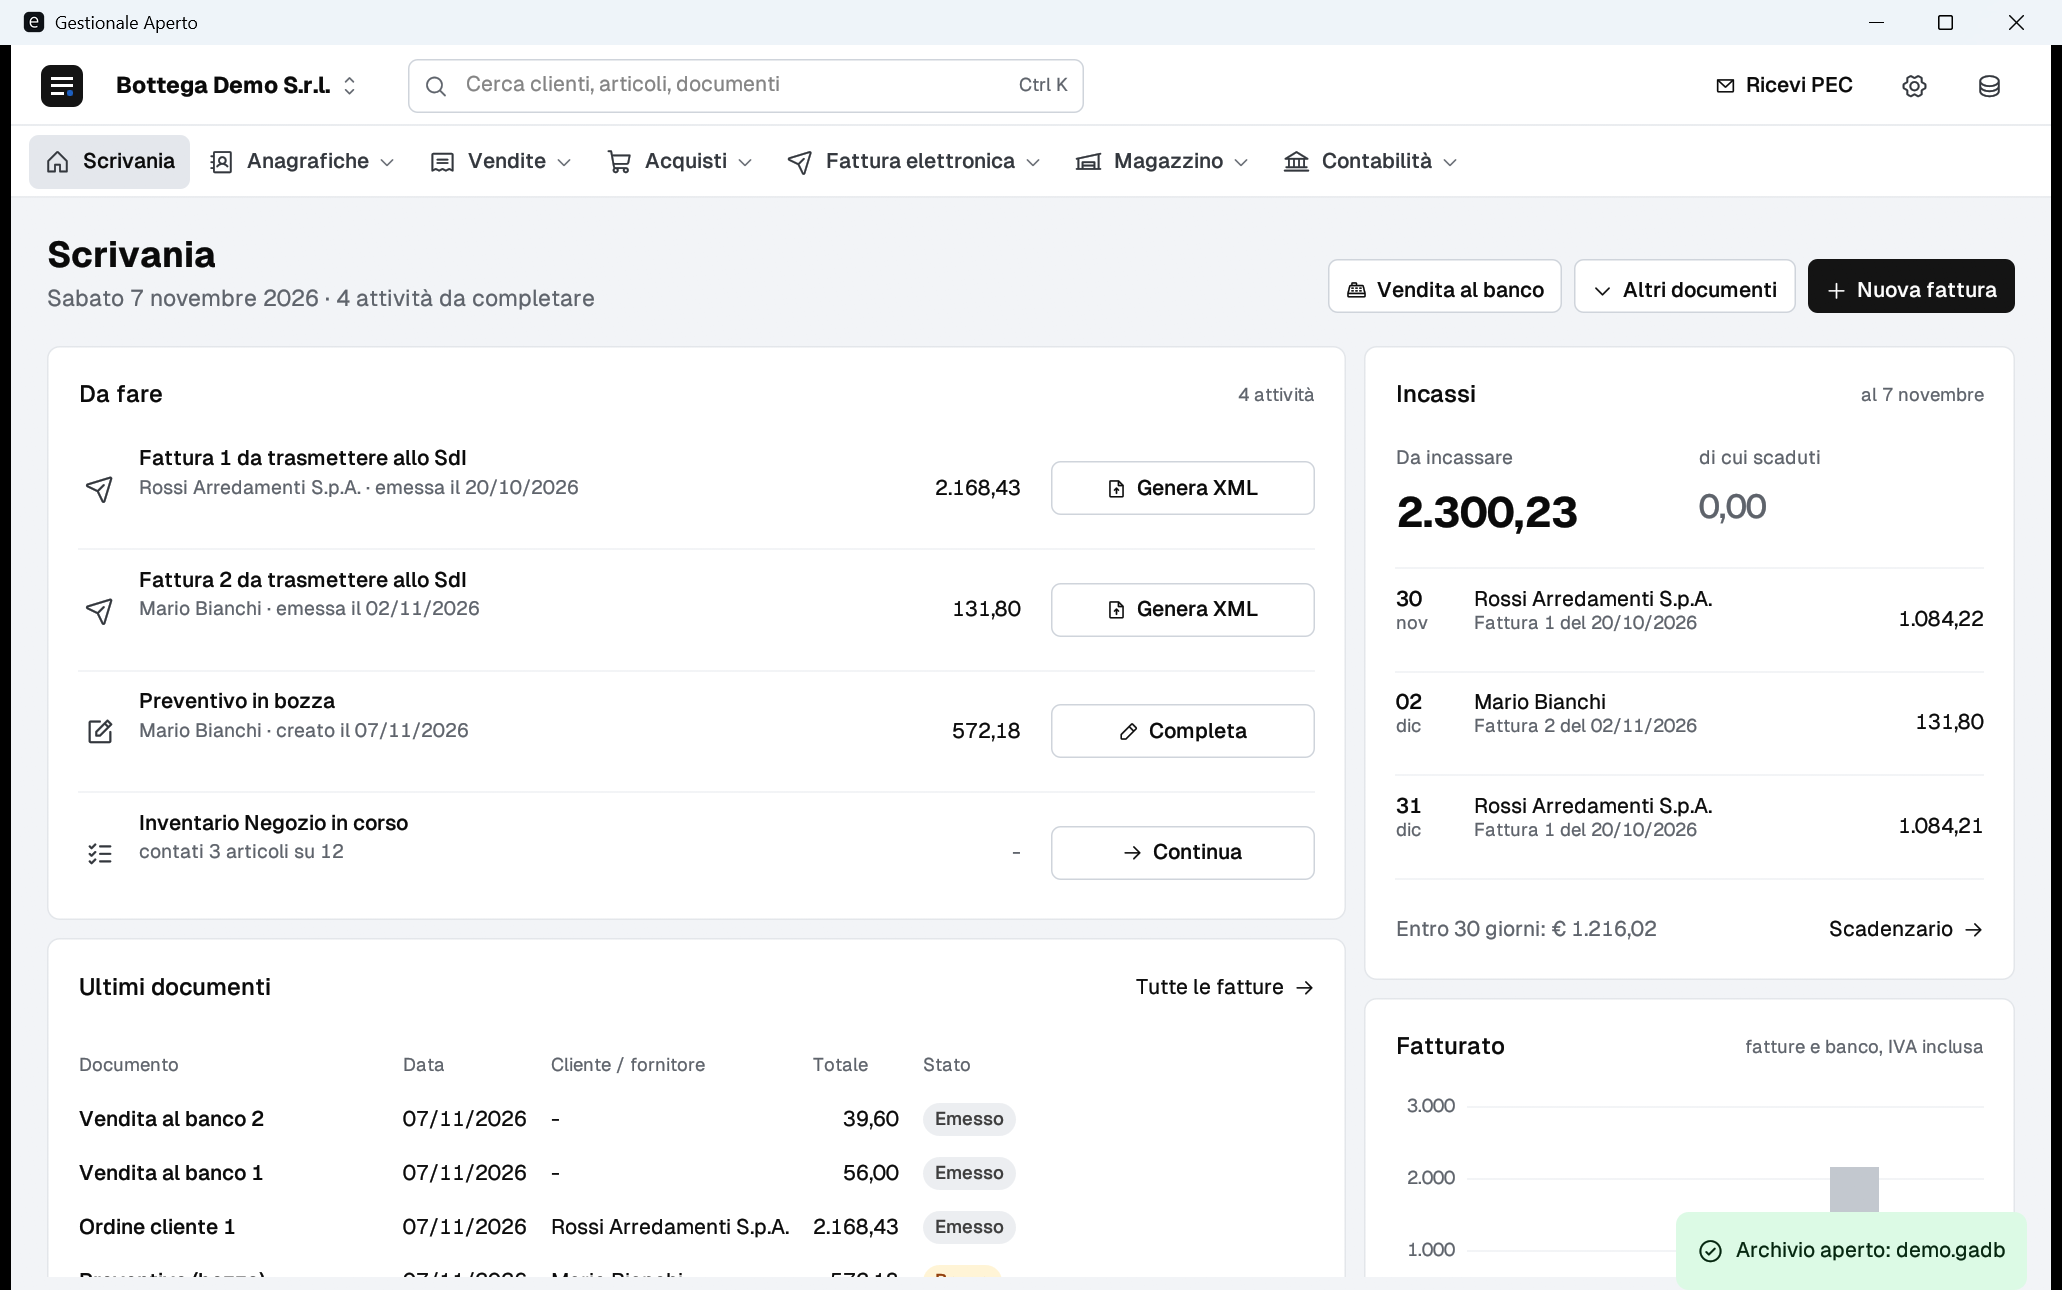 Gestionale Aperto
Bottega Demo S.r.l.
Cerca clienti, articoli, documenti
Ctrl K
Ricevi PEC
Scrivania
Anagrafiche
Vendite
Acquisti
Fattura elettronica
Magazzino
Contabilità
Scrivania
Sabato 7 novembre 2026 · 4 attività da completare
Vendita al banco
Altri documenti
Nuova fattura
Da fare
4 attività
Fattura 1 da trasmettere allo SdI
Rossi Arredamenti S.p.A. · emessa il 20/10/2026
2.168,43
Genera XML
Fattura 2 da trasmettere allo SdI
Mario Bianchi · emessa il 02/11/2026
131,80
Genera XML
Preventivo in bozza
Mario Bianchi · creato il 07/11/2026
572,18
Completa
Inventario Negozio in corso
contati 3 articoli su 12
-
Continua
Incassi
al 7 novembre
Da incassare
di cui scaduti
2.300,23
0,00
30 nov
Rossi Arredamenti S.p.A.
Fattura 1 del 20/10/2026
1.084,22
02 dic
Mario Bianchi
Fattura 2 del 02/11/2026
131,80
31 dic
Rossi Arredamenti S.p.A.
Fattura 1 del 20/10/2026
1.084,21
Entro 30 giorni: € 1.216,02
Scadenzario
Ultimi documenti
Tutte le fatture
Documento Data Cliente / fornitore Totale Stato
Vendita al banco 2 07/11/2026 - 39,60 Emesso
Vendita al banco 1 07/11/2026 - 56,00 Emesso
Ordine cliente 1 07/11/2026 Rossi Arredamenti S.p.A. 2.168,43 Emesso
Fatturato
fatture e banco, IVA inclusa
3.000
2.000
1.000
Archivio aperto: demo.gadb